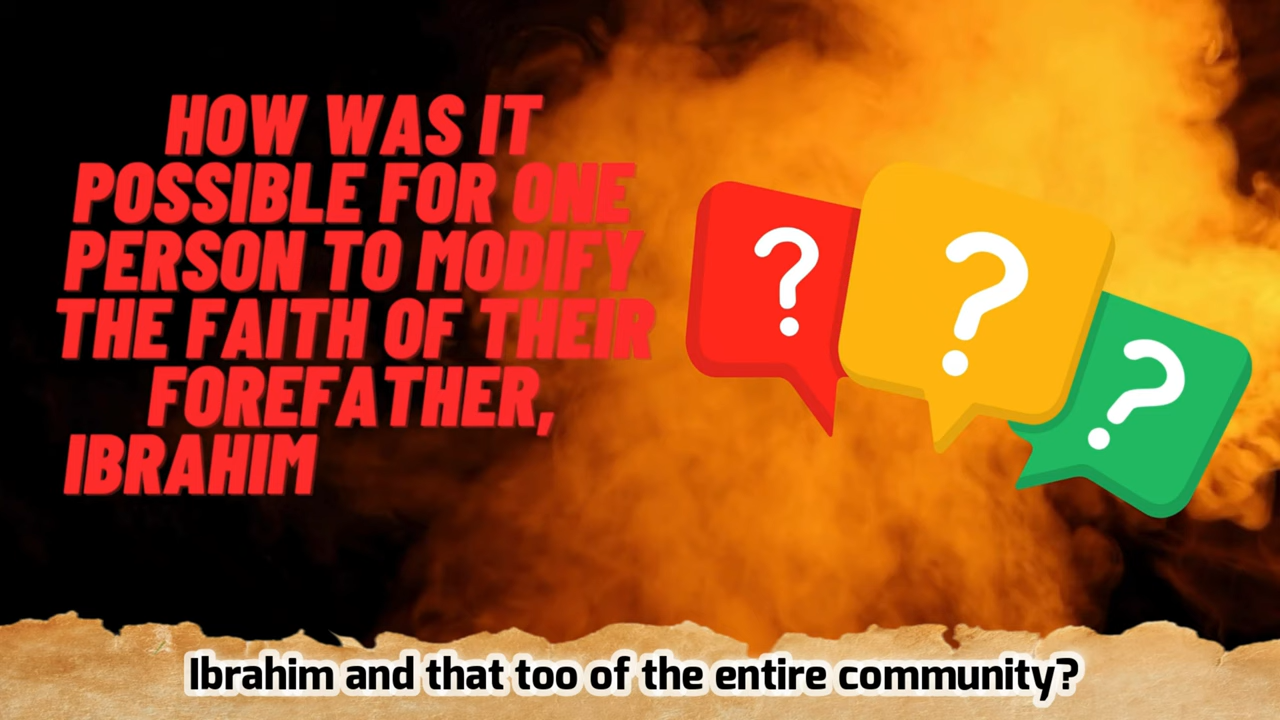 HOW WAS IT
POSSIBLE FOR ONE
PERSON TO MODIFY
THE FAITH OF THEIR
FOREFATHER,
IBRAHIM
? ? ?
Ibrahim and that too of the entire community?